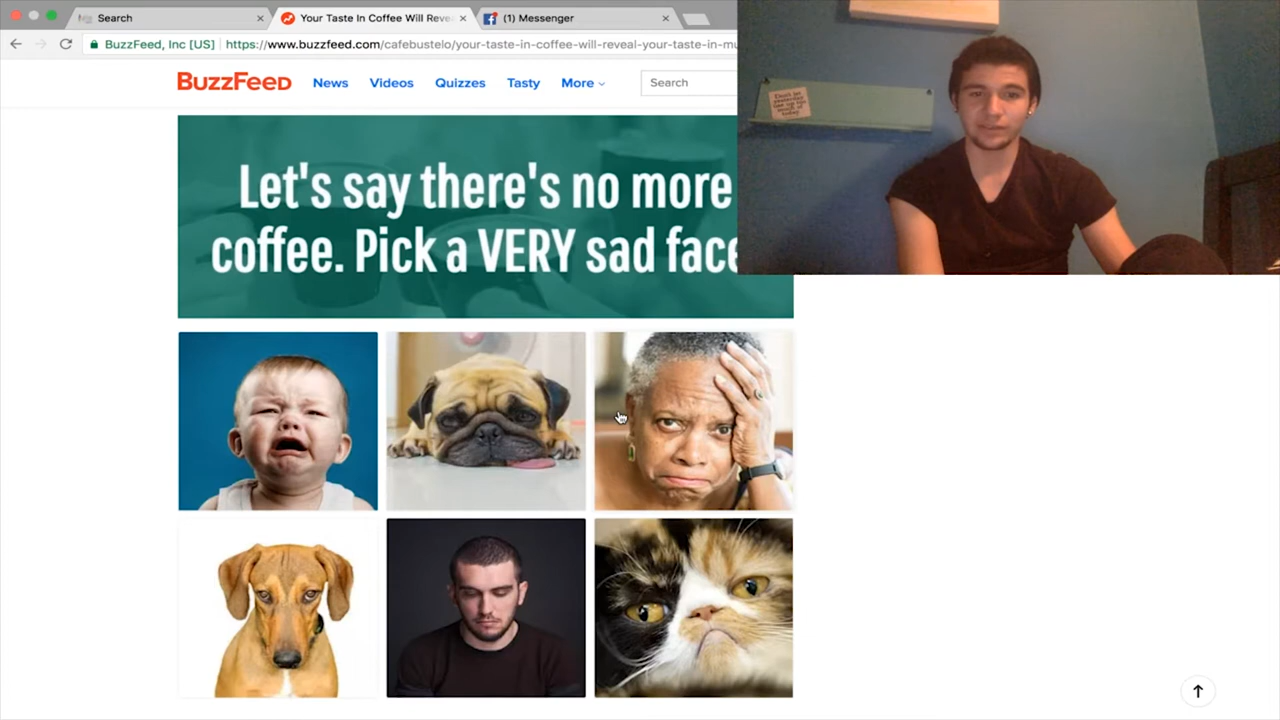 Search
Your Taste In Coffee Will Reve
(1) Messenger
BuzzFeed, Inc [US]
https://www.buzzfeed.com/cafebustelo/your-taste-in-coffee-will-reveal-your-taste-in-mu
BuzzFeed
News
Videos
Quizzes
Tasty
More
Search
Let's say there's no more
coffee. Pick a VERY sad face